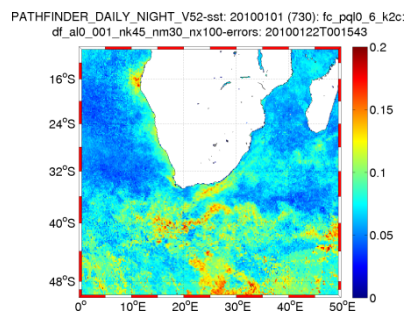 PATHFINDER_DAILY_NIGHT_V52-sst: 20100101 (730): fc_pql0_6_k2c:
df_al0_001_nk45_nm30_nx100-errors: 20100122T001543
0.2
16°S
0.15
24°S
0.1
32°S
40°S
0.05
48°S
0
0°E 10°E 20°E 30°E 40°E 50°E